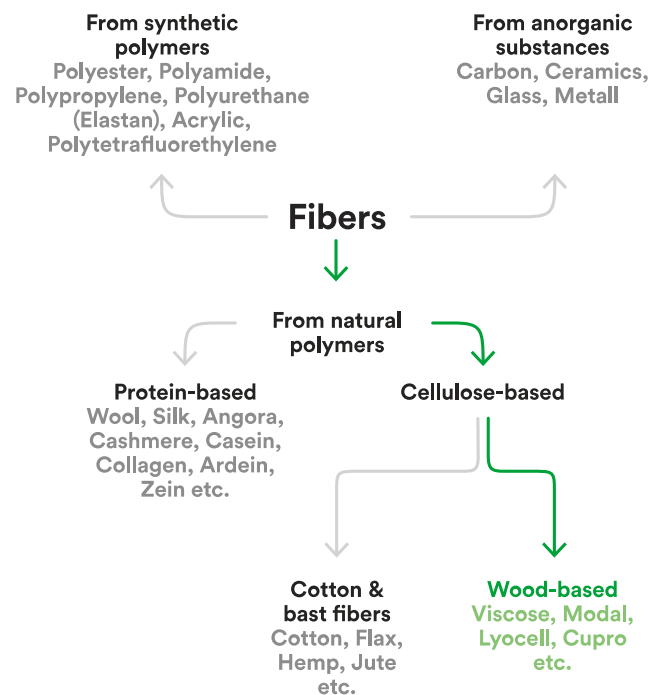 From synthetic
polymers
Polyester, Polyamide,
Polypropylene, Polyurethane
(Elastan), Acrylic,
Polytetrafluorethylene
From anorganic
substances
Carbon, Ceramics,
Glass, Metall
Fibers
From natural
polymers
Protein-based
Wool, Silk, Angora,
Cashmere, Casein,
Collagen, Ardein,
Zein etc.
Cellulose-based
Cotton &
bast fibers
Cotton, Flax,
Hemp, Jute
etc.
Wood-based
Viscose, Modal,
Lyocell, Cupro
etc.